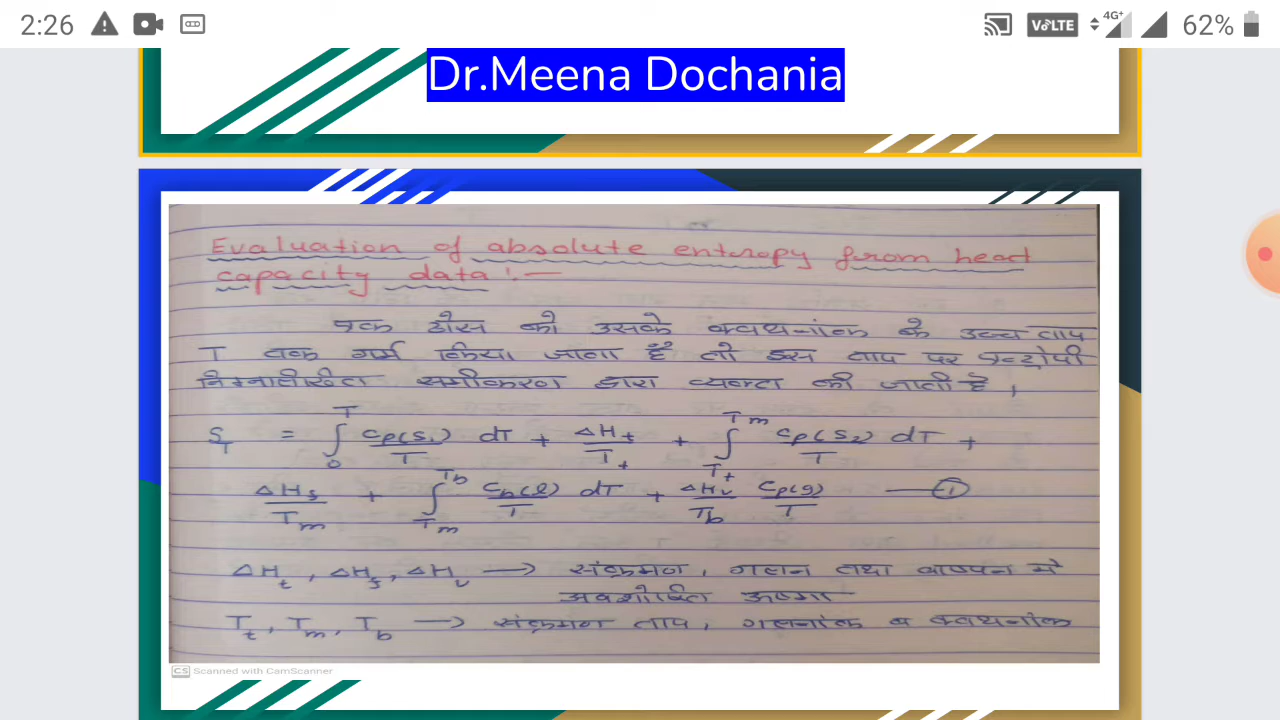 2:26
VoLTE 4G+ 62%
Dr.Meena Dochania
Evaluation of absolute entropy from heart
capacity data :—
एक ठोस को उसके क्वथनांक के उच्च ताप
T तक गर्म किया जाता है तो इस ताप पर एन्ट्रोपी
निम्नलिखित समीकरण द्वारा व्यक्त की जाती है,
S_T = ∫₀ᵀ Cp(s₁)/T dT + ΔH_t/T_t + ∫_{T_t}^{T_m} Cp(s₂)/T dT +
ΔH_f/T_m + ∫_{T_m}^{T_b} Cp(l)/T dT + ΔH_v/T_b Cp(g)/T —①
ΔH_t, ΔH_f, ΔH_v → संक्रमण, गलन तथा वाष्पन में
अवशोषित ऊष्मा
T_t, T_m, T_b → संक्रमण ताप, गलनांक व क्वथनांक
CS Scanned with CamScanner